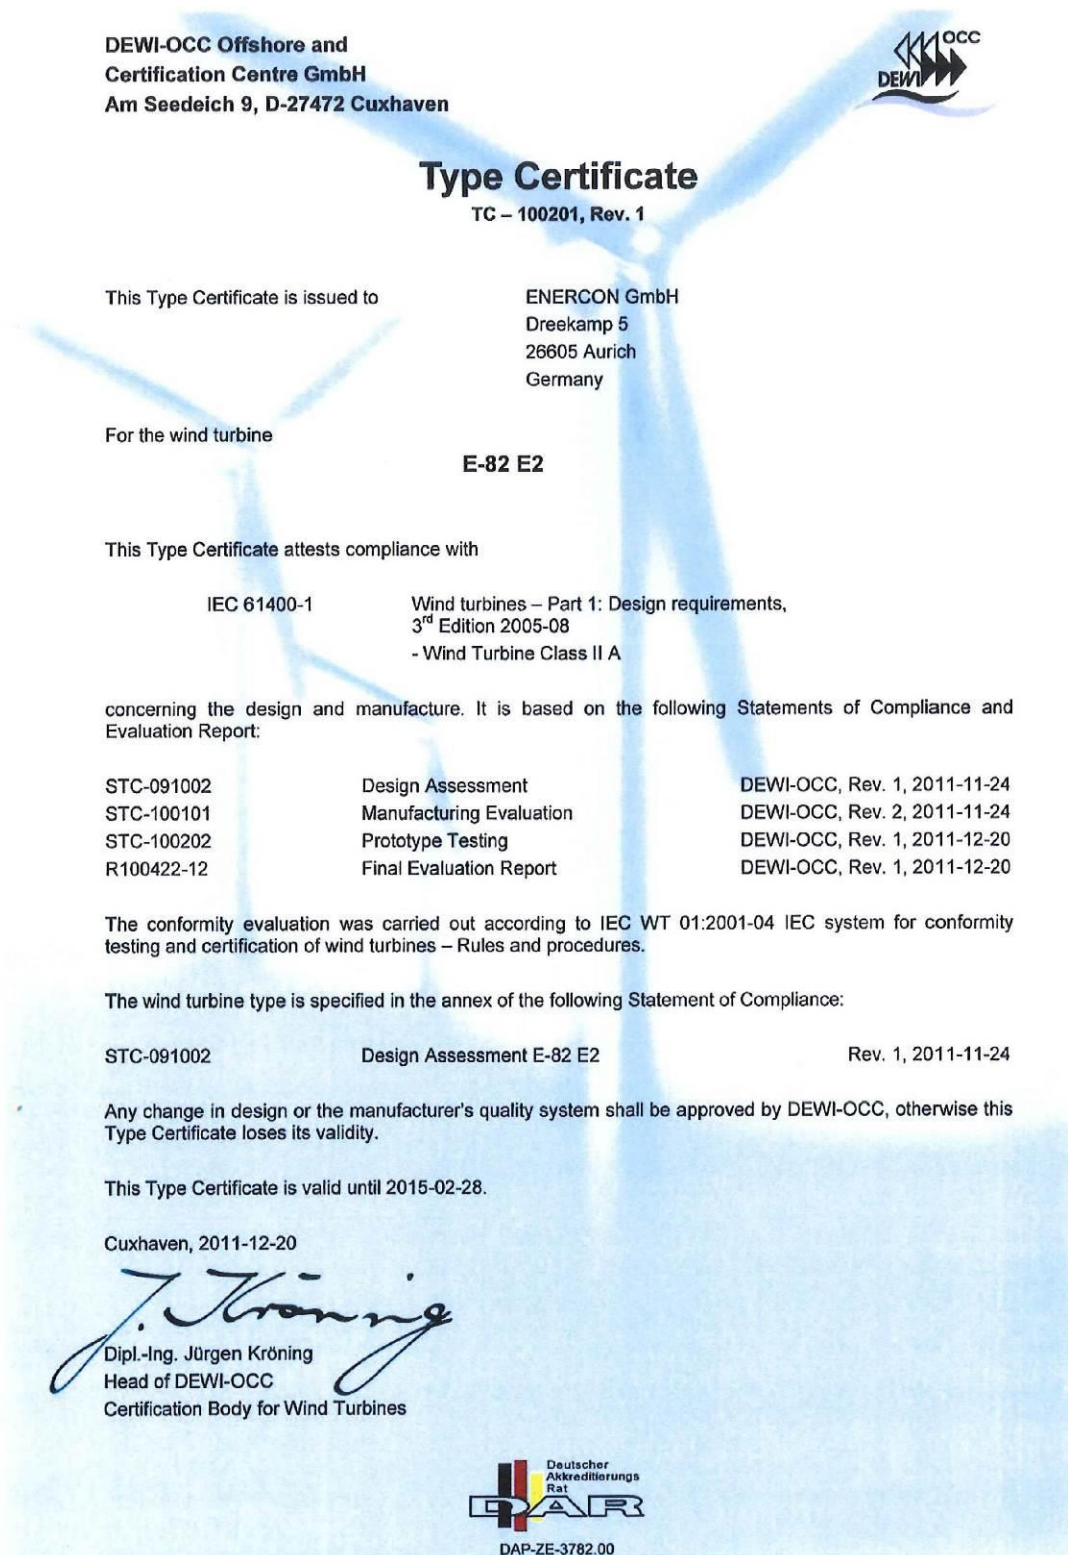 DEWI-OCC Offshore and
Certification Centre GmbH
Am Seedeich 9, D-27472 Cuxhaven
OCC
DEWI
Type Certificate
TC – 100201, Rev. 1
This Type Certificate is issued to ENERCON GmbH
Dreekamp 5
26605 Aurich
Germany
For the wind turbine
E-82 E2
This Type Certificate attests compliance with
IEC 61400-1 Wind turbines – Part 1: Design requirements,
3rd Edition 2005-08
- Wind Turbine Class II A
concerning the design and manufacture. It is based on the following Statements of Compliance and
Evaluation Report:
STC-091002 Design Assessment DEWI-OCC, Rev. 1, 2011-11-24
STC-100101 Manufacturing Evaluation DEWI-OCC, Rev. 2, 2011-11-24
STC-100202 Prototype Testing DEWI-OCC, Rev. 1, 2011-12-20
R100422-12 Final Evaluation Report DEWI-OCC, Rev. 1, 2011-12-20
The conformity evaluation was carried out according to IEC WT 01:2001-04 IEC system for conformity
testing and certification of wind turbines – Rules and procedures.
The wind turbine type is specified in the annex of the following Statement of Compliance:
STC-091002 Design Assessment E-82 E2 Rev. 1, 2011-11-24
Any change in design or the manufacturer's quality system shall be approved by DEWI-OCC, otherwise this
Type Certificate loses its validity.
This Type Certificate is valid until 2015-02-28.
Cuxhaven, 2011-12-20
J. Kröning
Dipl.-Ing. Jürgen Kröning
Head of DEWI-OCC
Certification Body for Wind Turbines
Deutscher
Akkreditierungs
Rat
DAR
DAP-ZE-3782.00